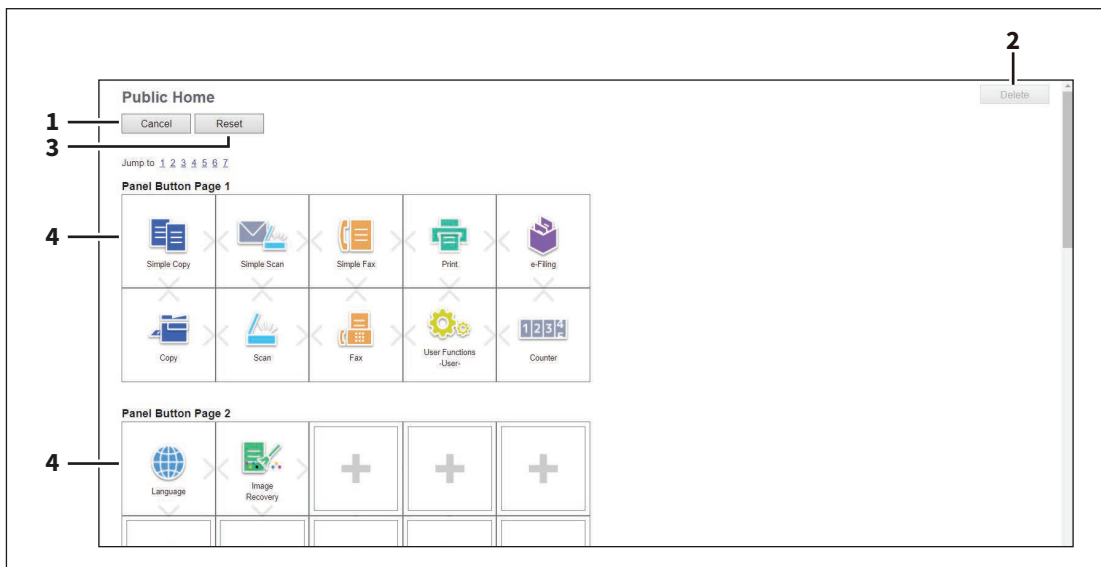 2
Public Home
Delete
1
Cancel Reset
3
Jump to 1 2 3 4 5 6 7
Panel Button Page 1
4
Simple Copy Simple Scan Simple Fax Print e-Filing
1234
Copy Scan Fax User Functions
-User- Counter
Panel Button Page 2
4
Language Image
Recovery